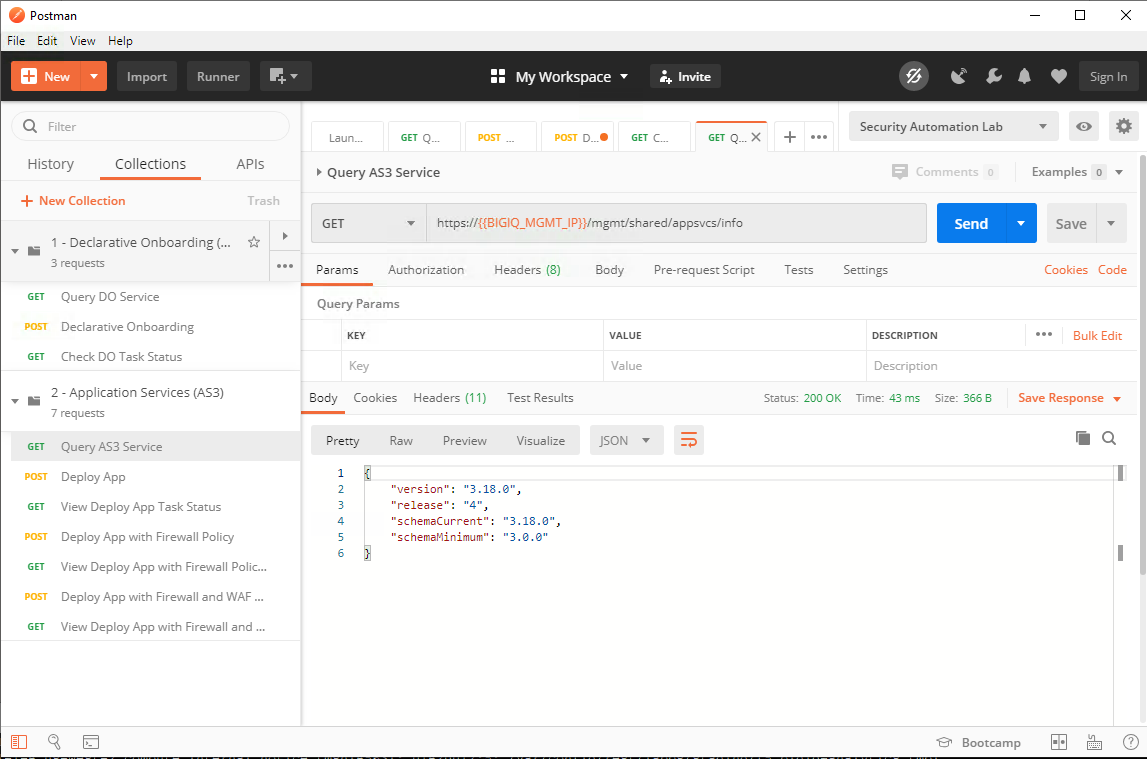 Postman
File Edit View Help
New Import Runner My Workspace Invite Sign In
Filter
History Collections APIs
New Collection Trash
1 - Declarative Onboarding (...
3 requests
GET Query DO Service
POST Declarative Onboarding
GET Check DO Task Status
2 - Application Services (AS3)
7 requests
GET Query AS3 Service
POST Deploy App
GET View Deploy App Task Status
POST Deploy App with Firewall Policy
GET View Deploy App with Firewall Polic...
POST Deploy App with Firewall and WAF ...
GET View Deploy App with Firewall and ...
Laun... GET Q... POST ... POST D... GET C... GET Q...
Security Automation Lab
Query AS3 Service Comments 0 Examples 0
GET https://{{BIGIQ_MGMT_IP}}/mgmt/shared/appsvcs/info Send Save
Params Authorization Headers (8) Body Pre-request Script Tests Settings Cookies Code
Query Params
KEY VALUE DESCRIPTION Bulk Edit
Key Value Description
Body Cookies Headers (11) Test Results Status: 200 OK Time: 43 ms Size: 366 B Save Response
Pretty Raw Preview Visualize JSON
1 {
2 "version": "3.18.0",
3 "release": "4",
4 "schemaCurrent": "3.18.0",
5 "schemaMinimum": "3.0.0"
6 }
Bootcamp